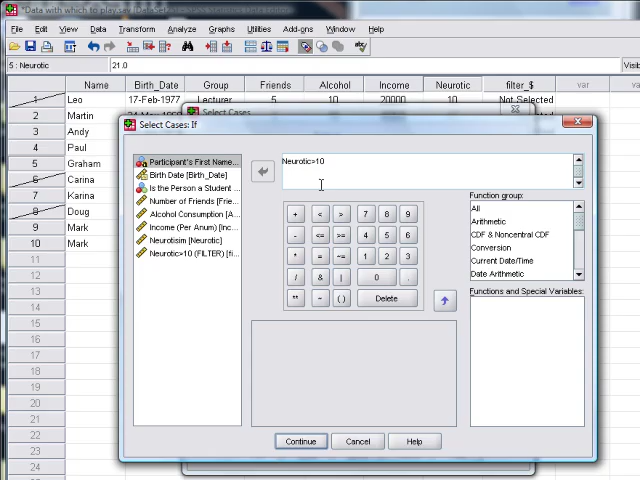 *Data with which to play.sav [DataSet
File Edit View Data Transform Analyze Graphs Utilities Add-ons Window Help
5 : Neurotic 21.0 Visib
Name Birth_Date Group Friends Alcohol Income Neurotic filter_$ var va
1 Leo 17-Feb-1977 Lecturer 5 10 20000 10 Not Selected
2 Martin
3 Andy
4 Paul
5 Graham
6 Carina
7 Karina
8 Doug
9 Mark
10 Mark
11
12
13
14
15
16
17
18
19
20
21
22
23
24
Select Cases
Select Cases: If
Participant's First Name...
Birth Date [Birth_Date]
Is the Person a Student ...
Number of Friends [Frie...
Alcohol Consumption [A...
Income (Per Anum) [Inc...
Neurotisim [Neurotic]
Neurotic>10 (FILTER) [fi...
Neurotic>10
+ < > 7 8 9
- <= >= 4 5 6
* = ~= 1 2 3
/ & | 0 .
** ~ ( ) Delete
Function group:
All
Arithmetic
CDF & Noncentral CDF
Conversion
Current Date/Time
Date Arithmetic
Functions and Special Variables:
Continue Cancel Help